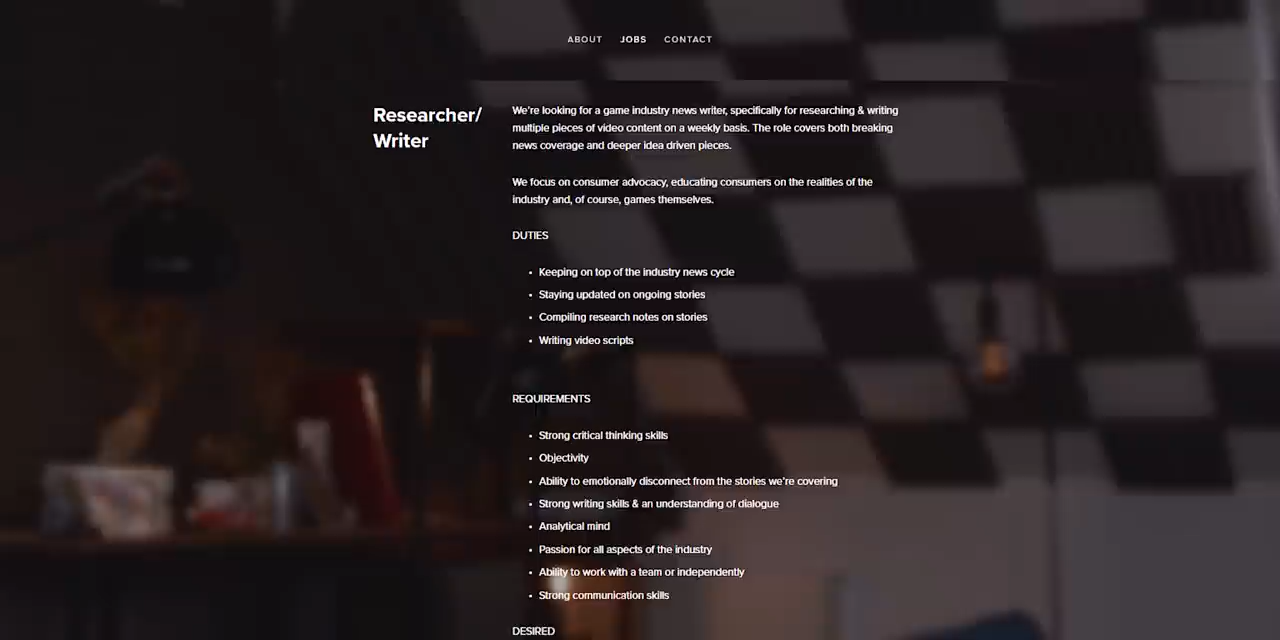 ABOUT JOBS CONTACT
Researcher/
Writer
We're looking for a game industry news writer, specifically for researching & writing
multiple pieces of video content on a weekly basis. The role covers both breaking
news coverage and deeper idea driven pieces.
We focus on consumer advocacy, educating consumers on the realities of the
industry and, of course, games themselves.
DUTIES
• Keeping on top of the industry news cycle
• Staying updated on ongoing stories
• Compiling research notes on stories
• Writing video scripts
REQUIREMENTS
• Strong critical thinking skills
• Objectivity
• Ability to emotionally disconnect from the stories we're covering
• Strong writing skills & an understanding of dialogue
• Analytical mind
• Passion for all aspects of the industry
• Ability to work with a team or independently
• Strong communication skills
DESIRED